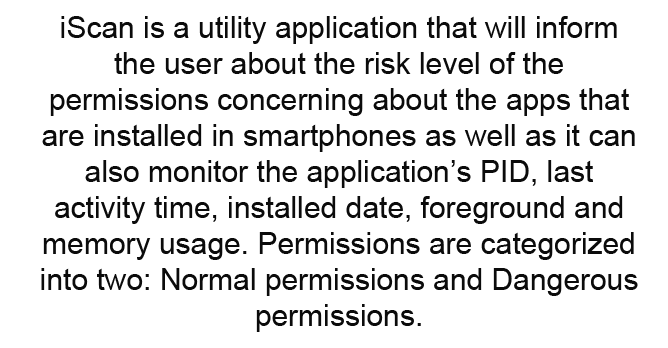 iScan is a utility application that will inform
the user about the risk level of the
permissions concerning about the apps that
are installed in smartphones as well as it can
also monitor the application’s PID, last
activity time, installed date, foreground and
memory usage. Permissions are categorized
into two: Normal permissions and Dangerous
permissions.